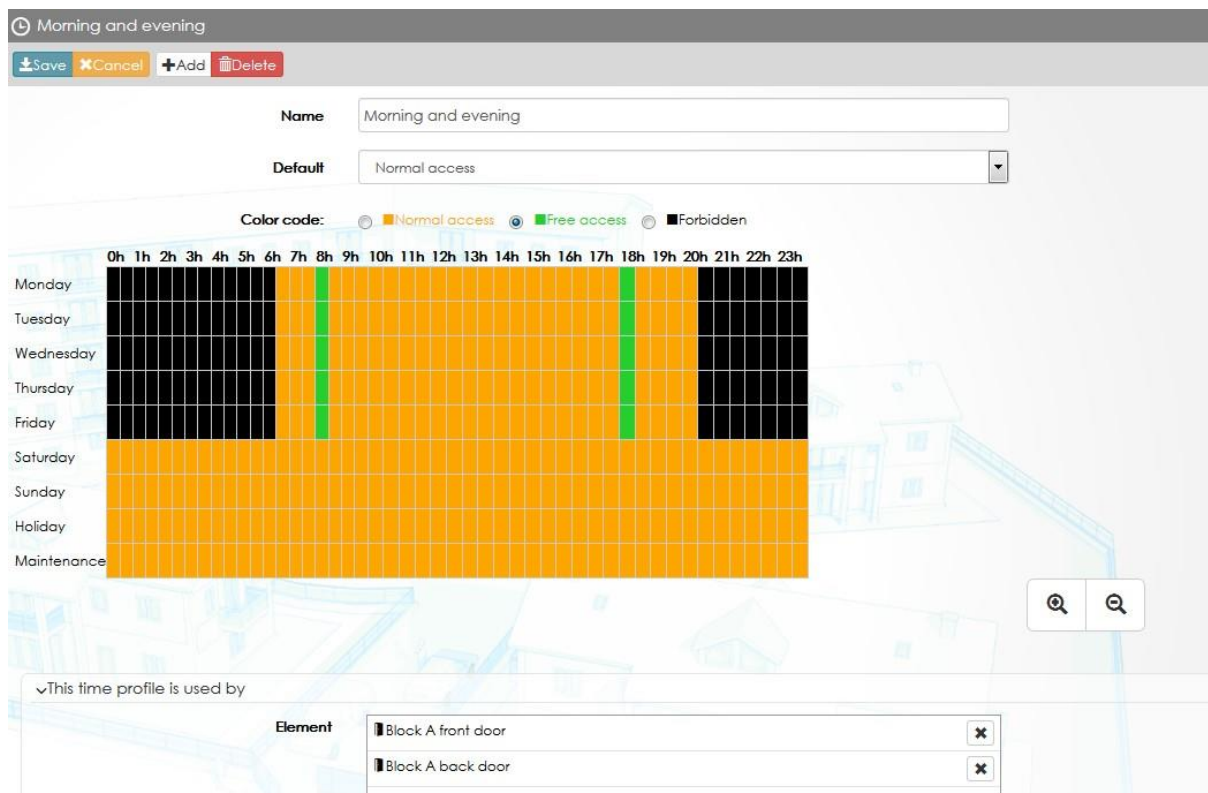 Morning and evening
Save Cancel Add Delete
Name Morning and evening
Default Normal access
Color code: Normal access Free access Forbidden
0h 1h 2h 3h 4h 5h 6h 7h 8h 9h 10h 11h 12h 13h 14h 15h 16h 17h 18h 19h 20h 21h 22h 23h
Monday
Tuesday
Wednesday
Thursday
Friday
Saturday
Sunday
Holiday
Maintenance
This time profile is used by
Element Block A front door
Block A back door